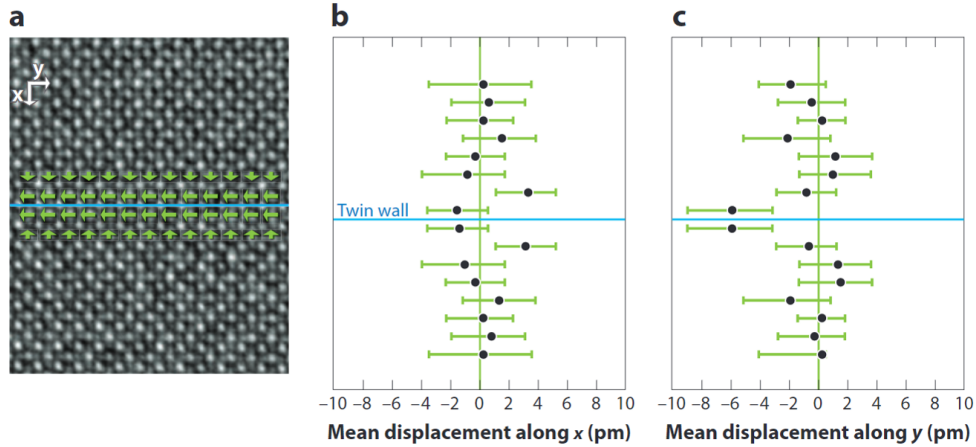 a
b
c
y
x
Twin wall
−10 −8 −6 −4 −2 0 2 4 6 8 10
−10 −8 −6 −4 −2 0 2 4 6 8 10
Mean displacement along x (pm)
Mean displacement along y (pm)